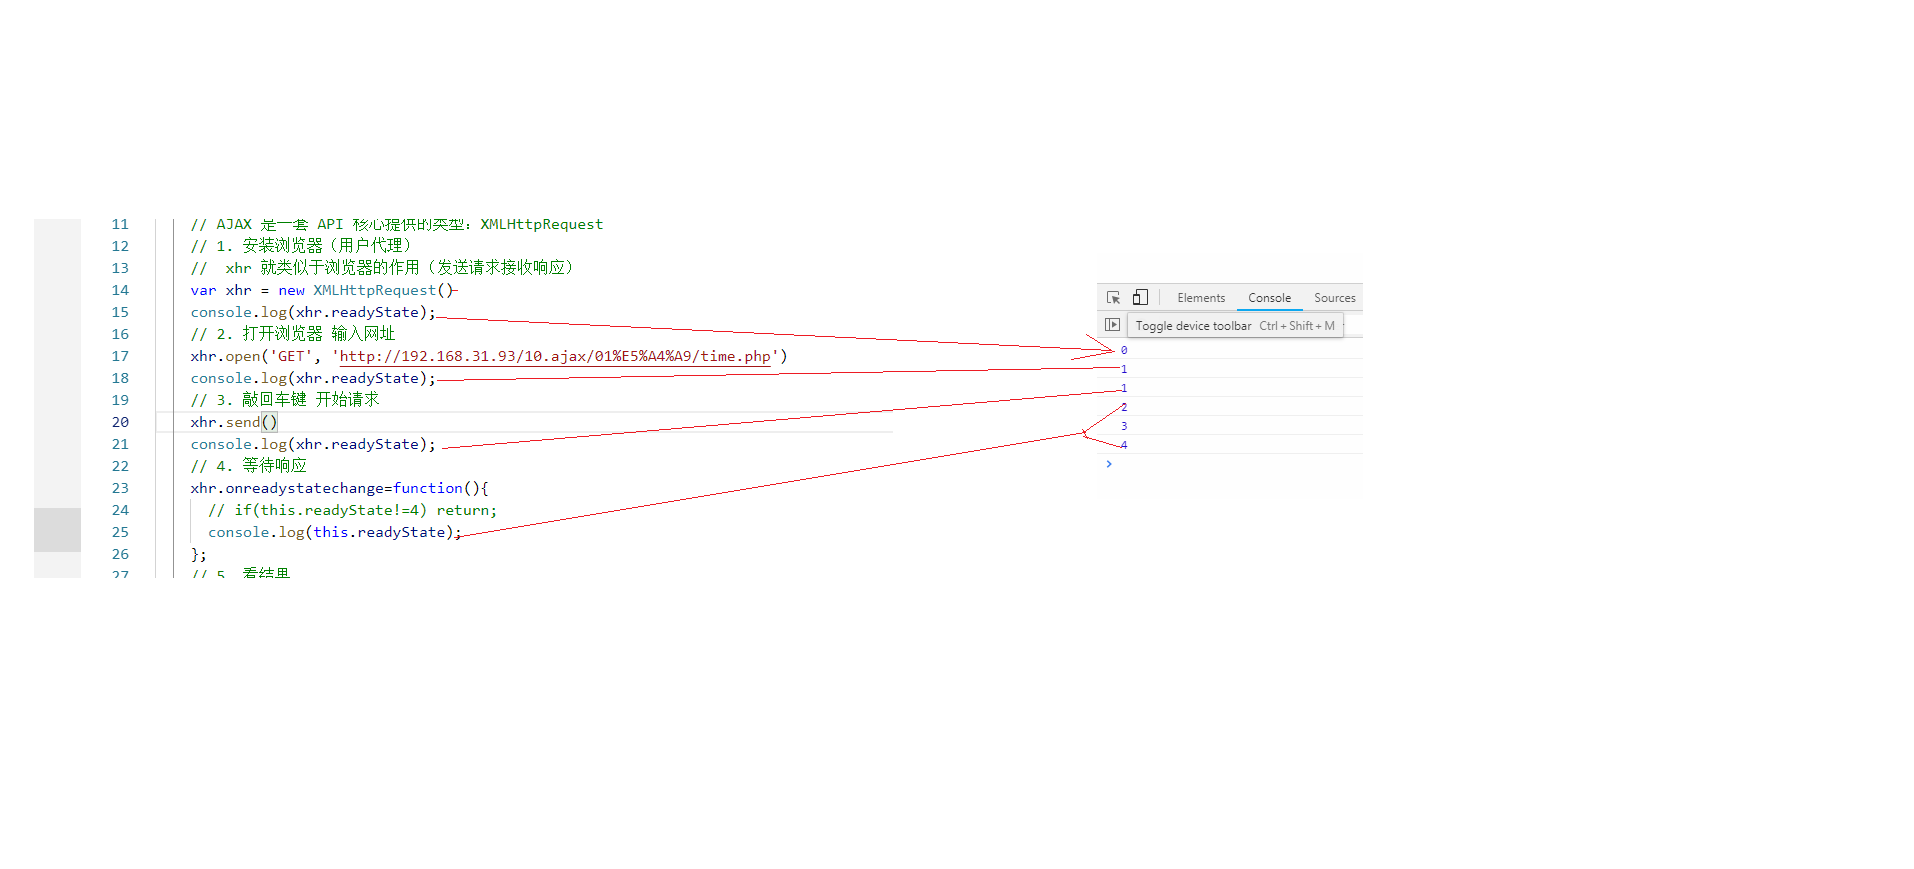 11 // AJAX 是一套 API 核心提供的类型：XMLHttpRequest
12 // 1. 安装浏览器（用户代理）
13 //  xhr 就类似于浏览器的作用（发送请求接收响应）
14 var xhr = new XMLHttpRequest()
15 console.log(xhr.readyState);
16 // 2. 打开浏览器 输入网址
17 xhr.open('GET', 'http://192.168.31.93/10.ajax/01%E5%A4%A9/time.php')
18 console.log(xhr.readyState);
19 // 3. 敲回车键 开始请求
20 xhr.send()
21 console.log(xhr.readyState);
22 // 4. 等待响应
23 xhr.onreadystatechange=function(){
24 // if(this.readyState!=4) return;
25 console.log(this.readyState);
26 };
27 // 5. 看结果
Elements Console Sources
Toggle device toolbar Ctrl + Shift + M
0
1
1
2
3
4
>